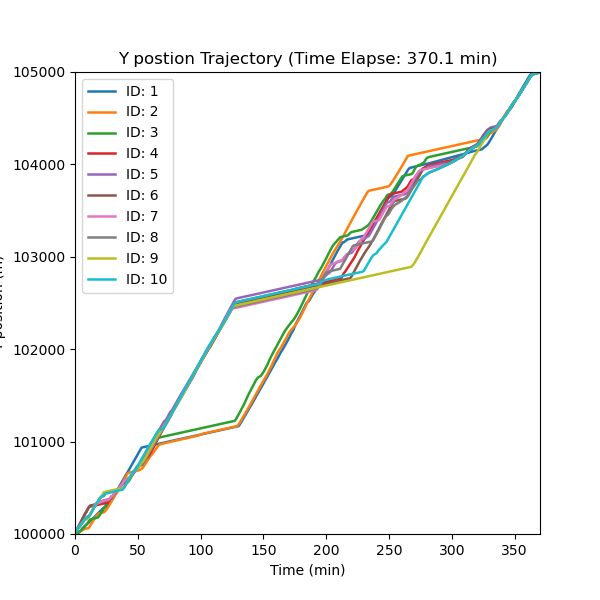 Y postion Trajectory (Time Elapse: 370.1 min)
105000
104000
103000
102000
101000
100000
ID: 1
ID: 2
ID: 3
ID: 4
ID: 5
ID: 6
ID: 7
ID: 8
ID: 9
ID: 10
0 50 100 150 200 250 300 350
Time (min)